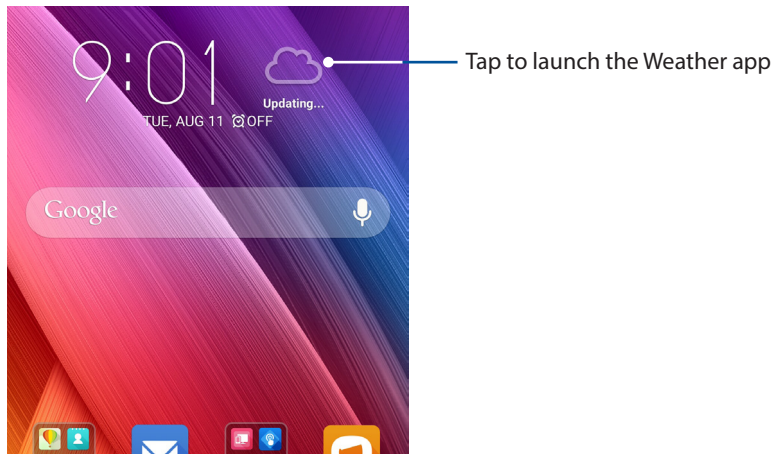 9:01
Updating...
TUE, AUG 11 OFF
Tap to launch the Weather app
Google